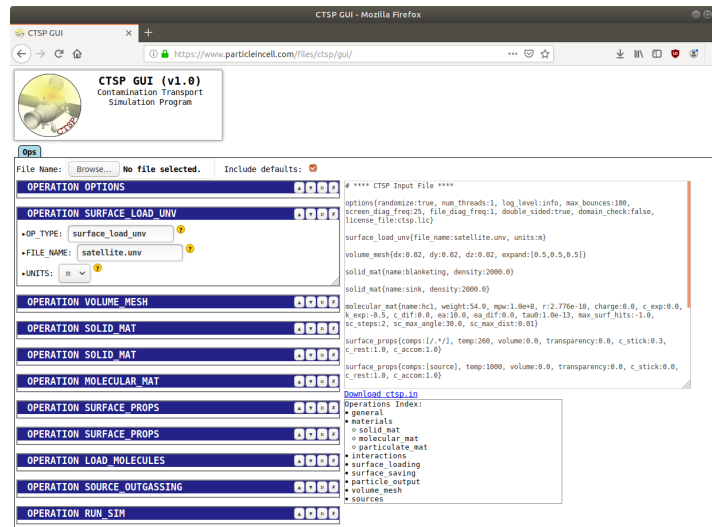 CTSP GUI - Mozilla Firefox
CTSP GUI
https://www.particleincell.com/files/ctsp/gui/
CTSP GUI (v1.0)
Contamination Transport
Simulation Program
CTSP
Ops
File Name: Browse... No file selected. Include defaults:
OPERATION OPTIONS
OPERATION SURFACE_LOAD_UNV
▸OP_TYPE: surface_load_unv ?
▸FILE_NAME: satellite.unv ?
▸UNITS: m ?
OPERATION VOLUME_MESH
OPERATION SOLID_MAT
OPERATION SOLID_MAT
OPERATION MOLECULAR_MAT
OPERATION SURFACE_PROPS
OPERATION SURFACE_PROPS
OPERATION LOAD_MOLECULES
OPERATION SOURCE_OUTGASSING
OPERATION RUN_SIM
# **** CTSP Input File ****
options{randomize:true, num_threads:1, log_level:info, max_bounces:100,
screen_diag_freq:25, file_diag_freq:1, double_sided:true, domain_check:false,
license_file:ctsp.lic}
surface_load_unv{file_name:satellite.unv, units:m}
volume_mesh{dx:0.02, dy:0.02, dz:0.02, expand:[0.5,0.5,0.5]}
solid_mat{name:blanketing, density:2000.0}
solid_mat{name:sink, density:2000.0}
molecular_mat{name:hc1, weight:54.0, mpw:1.0e+8, r:2.776e-10, charge:0.0, c_exp:0.0,
k_exp:-0.5, c_dif:0.0, ea:10.0, ea_dif:0.0, tau0:1.0e-13, max_surf_hits:-1.0,
sc_steps:2, sc_max_angle:30.0, sc_max_dist:0.01}
surface_props{comps:[/.*/], temp:260, volume:0.0, transparency:0.0, c_stick:0.3,
c_rest:1.0, c_accom:1.0}
surface_props{comps:[source], temp:1000, volume:0.0, transparency:0.0, c_stick:0.0,
c_rest:1.0, c_accom:1.0}
Download ctsp.in
Operations Index:
• general
• materials
○ solid_mat
○ molecular_mat
○ particulate_mat
• interactions
• surface_loading
• surface_saving
• particle_output
• volume_mesh
• sources